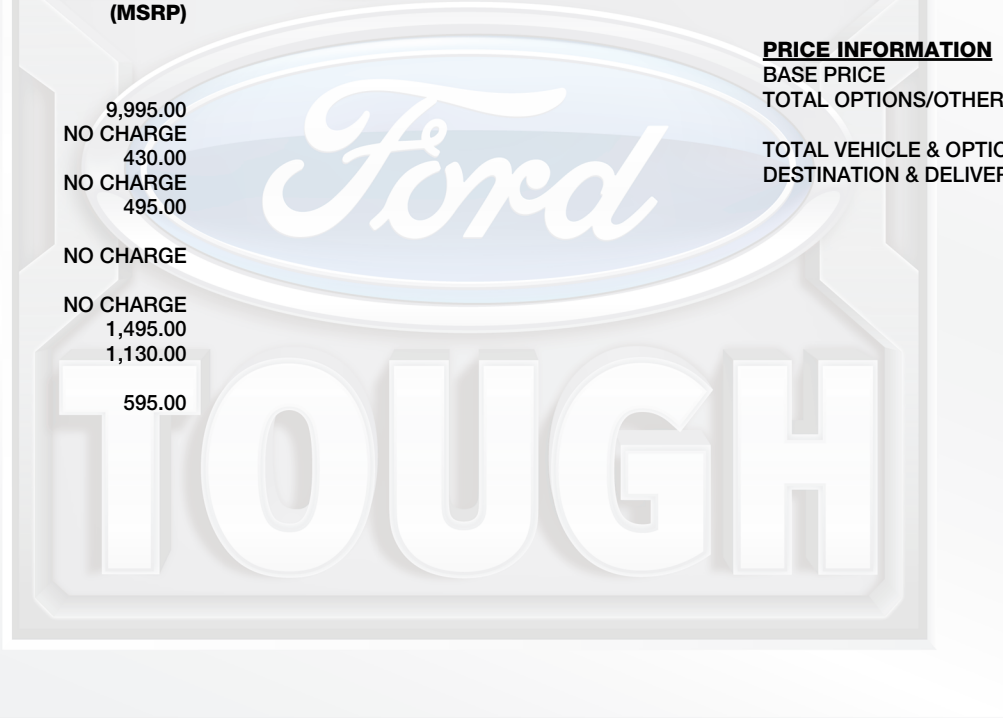 (MSRP)
9,995.00
NO CHARGE
430.00
NO CHARGE
495.00
NO CHARGE
NO CHARGE
1,495.00
1,130.00
595.00
PRICE INFORMATION
BASE PRICE
TOTAL OPTIONS/OTHER
TOTAL VEHICLE & OPTIO
DESTINATION & DELIVER
Ford
TOUGH